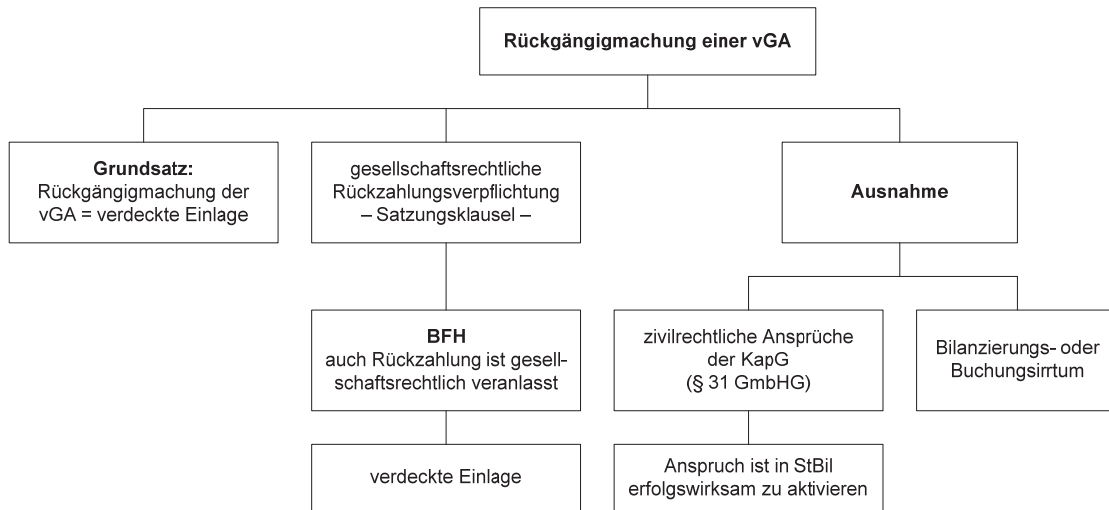 Rückgängigmachung einer vGA
Grundsatz:
Rückgängigmachung der
vGA = verdeckte Einlage
gesellschaftsrechtliche
Rückzahlungsverpflichtung
– Satzungsklausel –
Ausnahme
BFH
auch Rückzahlung ist gesell-
schaftsrechtlich veranlasst
zivilrechtliche Ansprüche
der KapG
(§ 31 GmbHG)
Bilanzierungs- oder
Buchungsirrtum
verdeckte Einlage
Anspruch ist in StBil
erfolgswirksam zu aktivieren